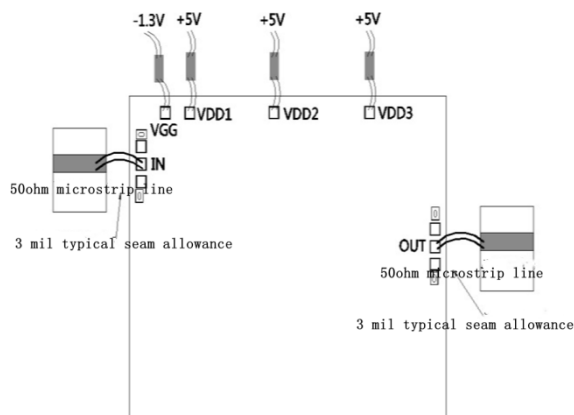 -1.3V +5V +5V +5V
VGG VDD1 VDD2 VDD3
IN
50ohm microstrip line
3 mil typical seam allowance
OUT
50ohm microstrip line
3 mil typical seam allowance